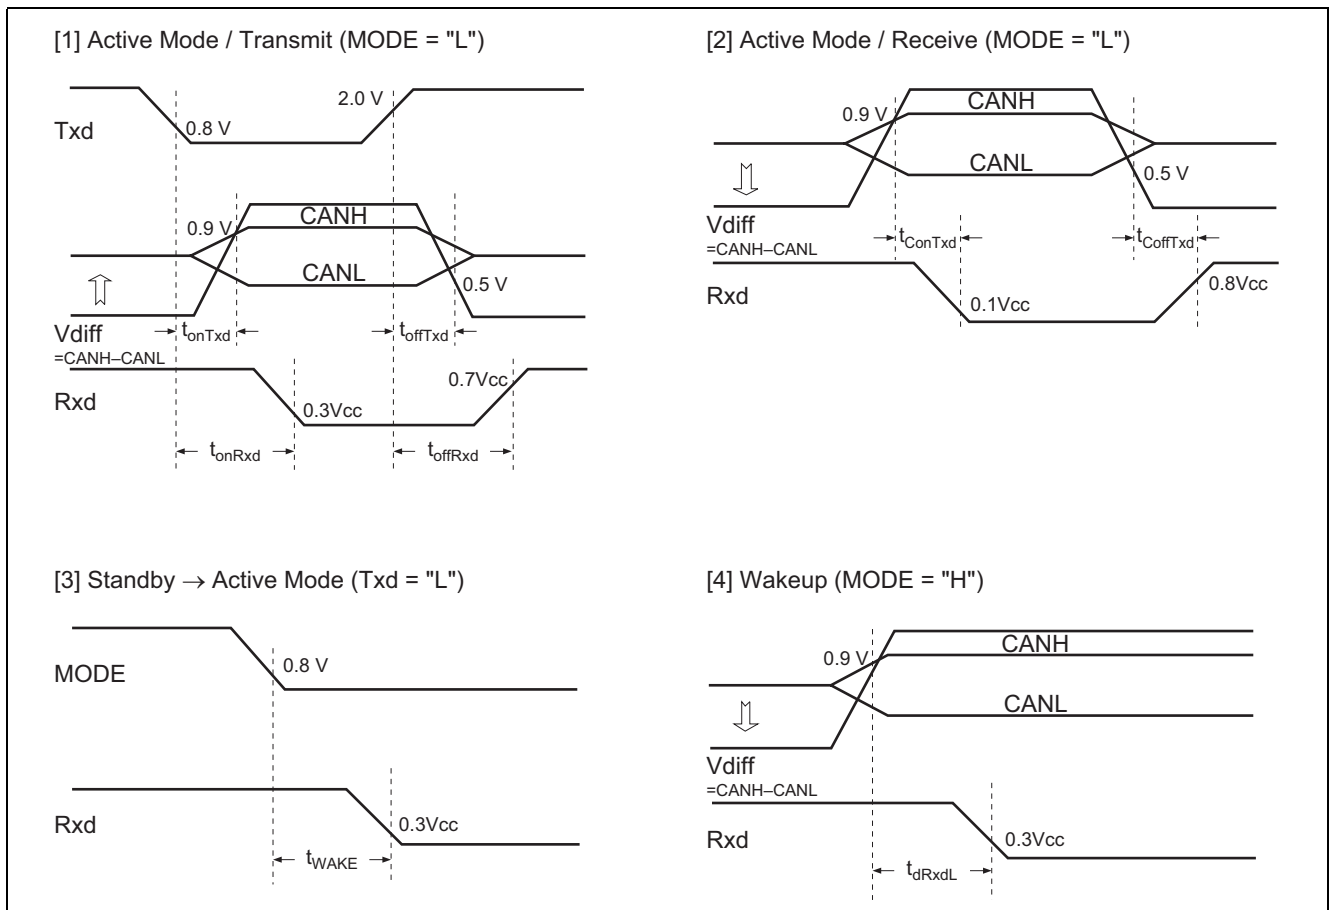 [1] Active Mode / Transmit (MODE = "L")
2.0 V
Txd
0.8 V
0.9 V
CANH
CANL
0.5 V
Vdiff
=CANH–CANL
tonTxd
toffTxd
0.7Vcc
Rxd
0.3Vcc
tonRxd
toffRxd
[2] Active Mode / Receive (MODE = "L")
0.9 V
CANH
CANL
0.5 V
Vdiff
=CANH–CANL
tConTxd
tCoffTxd
Rxd
0.1Vcc
0.8Vcc
[3] Standby → Active Mode (Txd = "L")
MODE
0.8 V
Rxd
0.3Vcc
tWAKE
[4] Wakeup (MODE = "H")
0.9 V
CANH
CANL
Vdiff
=CANH–CANL
Rxd
0.3Vcc
tdRxdL